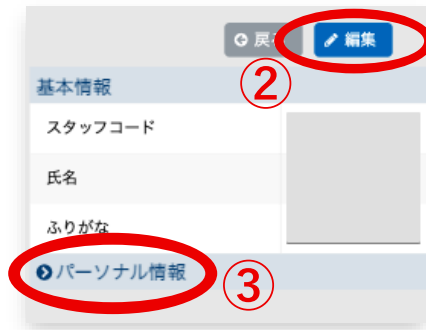 戻る 編集
②
基本情報
スタッフコード
氏名
ふりがな
パーソナル情報
③